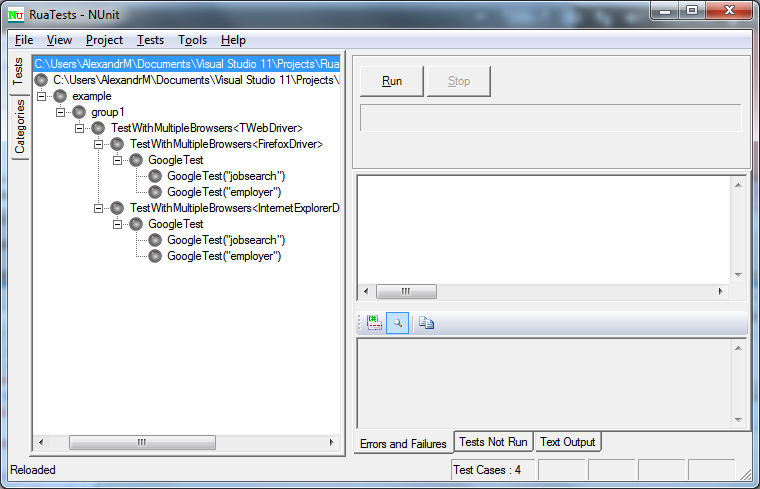 NU RuaTests - NUnit
File View Project Tests Tools Help
Tests
Categories
C:\Users\AlexandrM\Documents\Visual Studio 11\Projects\Rua
C:\Users\AlexandrM\Documents\Visual Studio 11\Projects\
example
group1
TestWithMultipleBrowsers<TWebDriver>
TestWithMultipleBrowsers<FirefoxDriver>
GoogleTest
GoogleTest("jobsearch")
GoogleTest("employer")
TestWithMultipleBrowsers<InternetExplorerD
GoogleTest
GoogleTest("jobsearch")
GoogleTest("employer")
Run Stop
Errors and Failures Tests Not Run Text Output
Reloaded Test Cases : 4